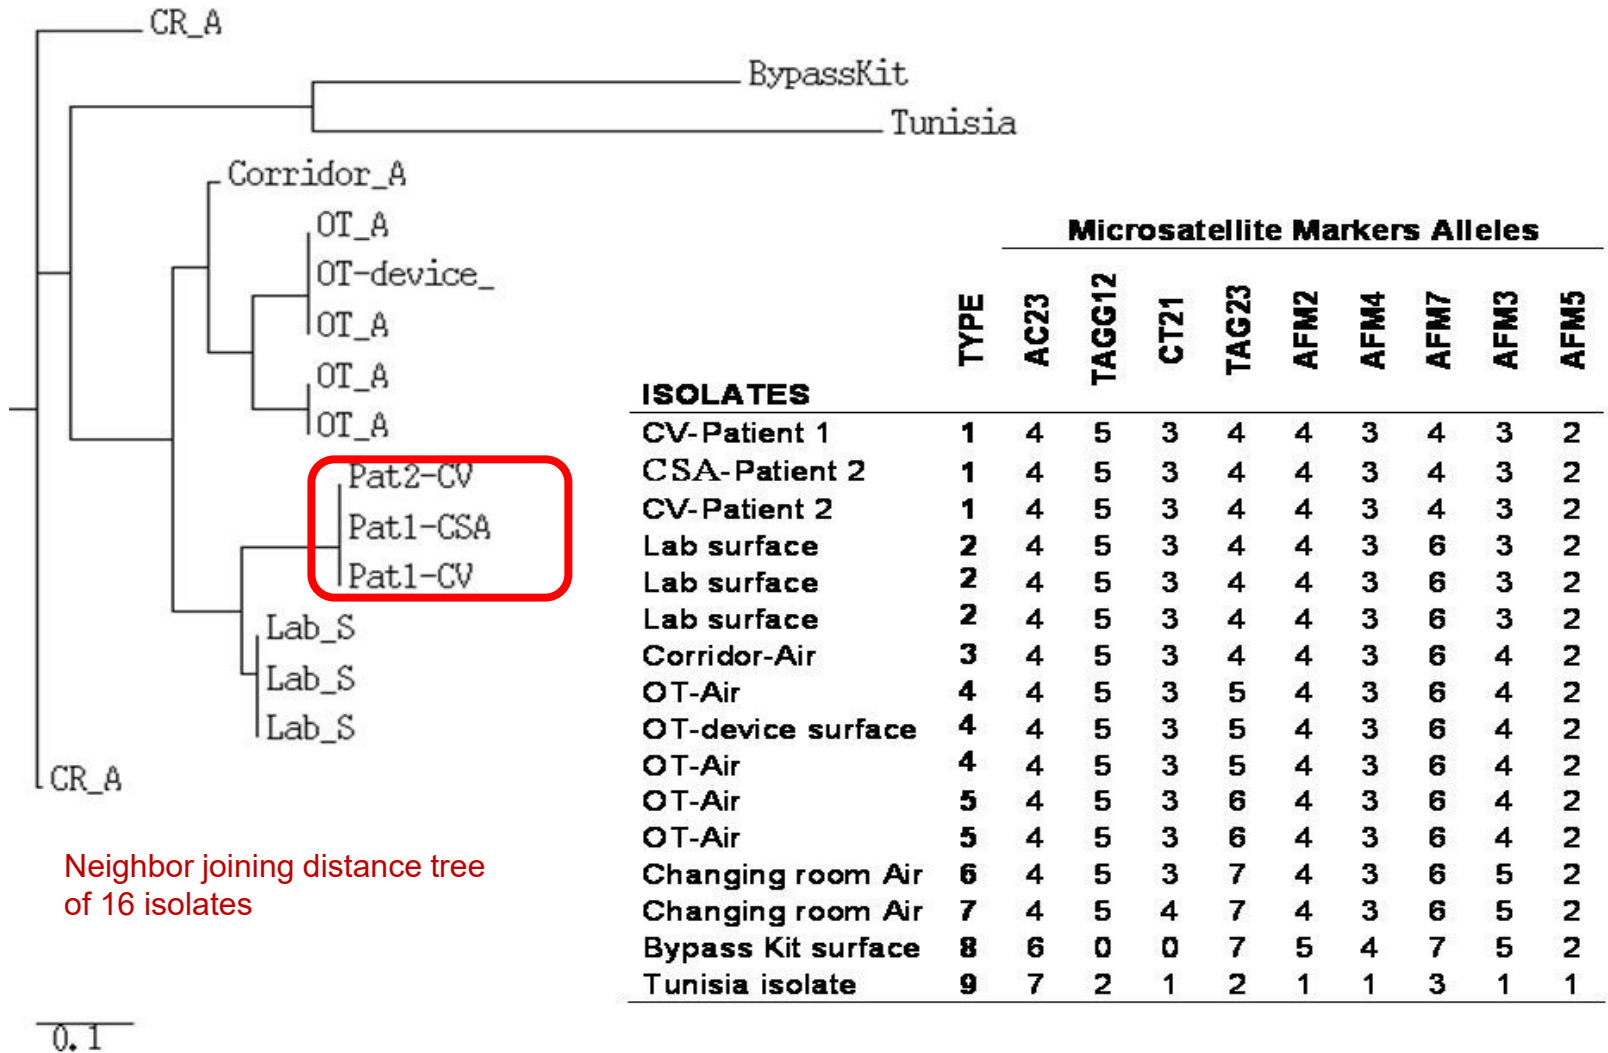 CR_A
BypassKit
Tunisia
Corridor_A
OT_A
OT-device_
OT_A
OT_A
OT_A
Pat2-CV
Pat1-CSA
Pat1-CV
Lab_S
Lab_S
Lab_S
CR_A
Neighbor joining distance tree
of 16 isolates
0.1
Microsatellite Markers Alleles
ISOLATES TYPE AC23 TAGG12 CT21 TAG23 AFM2 AFM4 AFM7 AFM3 AFM5
CV-Patient 1 1 4 5 3 4 4 3 4 3 2
CSA-Patient 2 1 4 5 3 4 4 3 4 3 2
CV-Patient 2 1 4 5 3 4 4 3 4 3 2
Lab surface 2 4 5 3 4 4 3 6 3 2
Lab surface 2 4 5 3 4 4 3 6 3 2
Lab surface 2 4 5 3 4 4 3 6 3 2
Corridor-Air 3 4 5 3 4 4 3 6 4 2
OT-Air 4 4 5 3 5 4 3 6 4 2
OT-device surface 4 4 5 3 5 4 3 6 4 2
OT-Air 4 4 5 3 5 4 3 6 4 2
OT-Air 5 4 5 3 6 4 3 6 4 2
OT-Air 5 4 5 3 6 4 3 6 4 2
Changing room Air 6 4 5 3 7 4 3 6 5 2
Changing room Air 7 4 5 4 7 4 3 6 5 2
Bypass Kit surface 8 6 0 0 7 5 4 7 5 2
Tunisia isolate 9 7 2 1 2 1 1 3 1 1